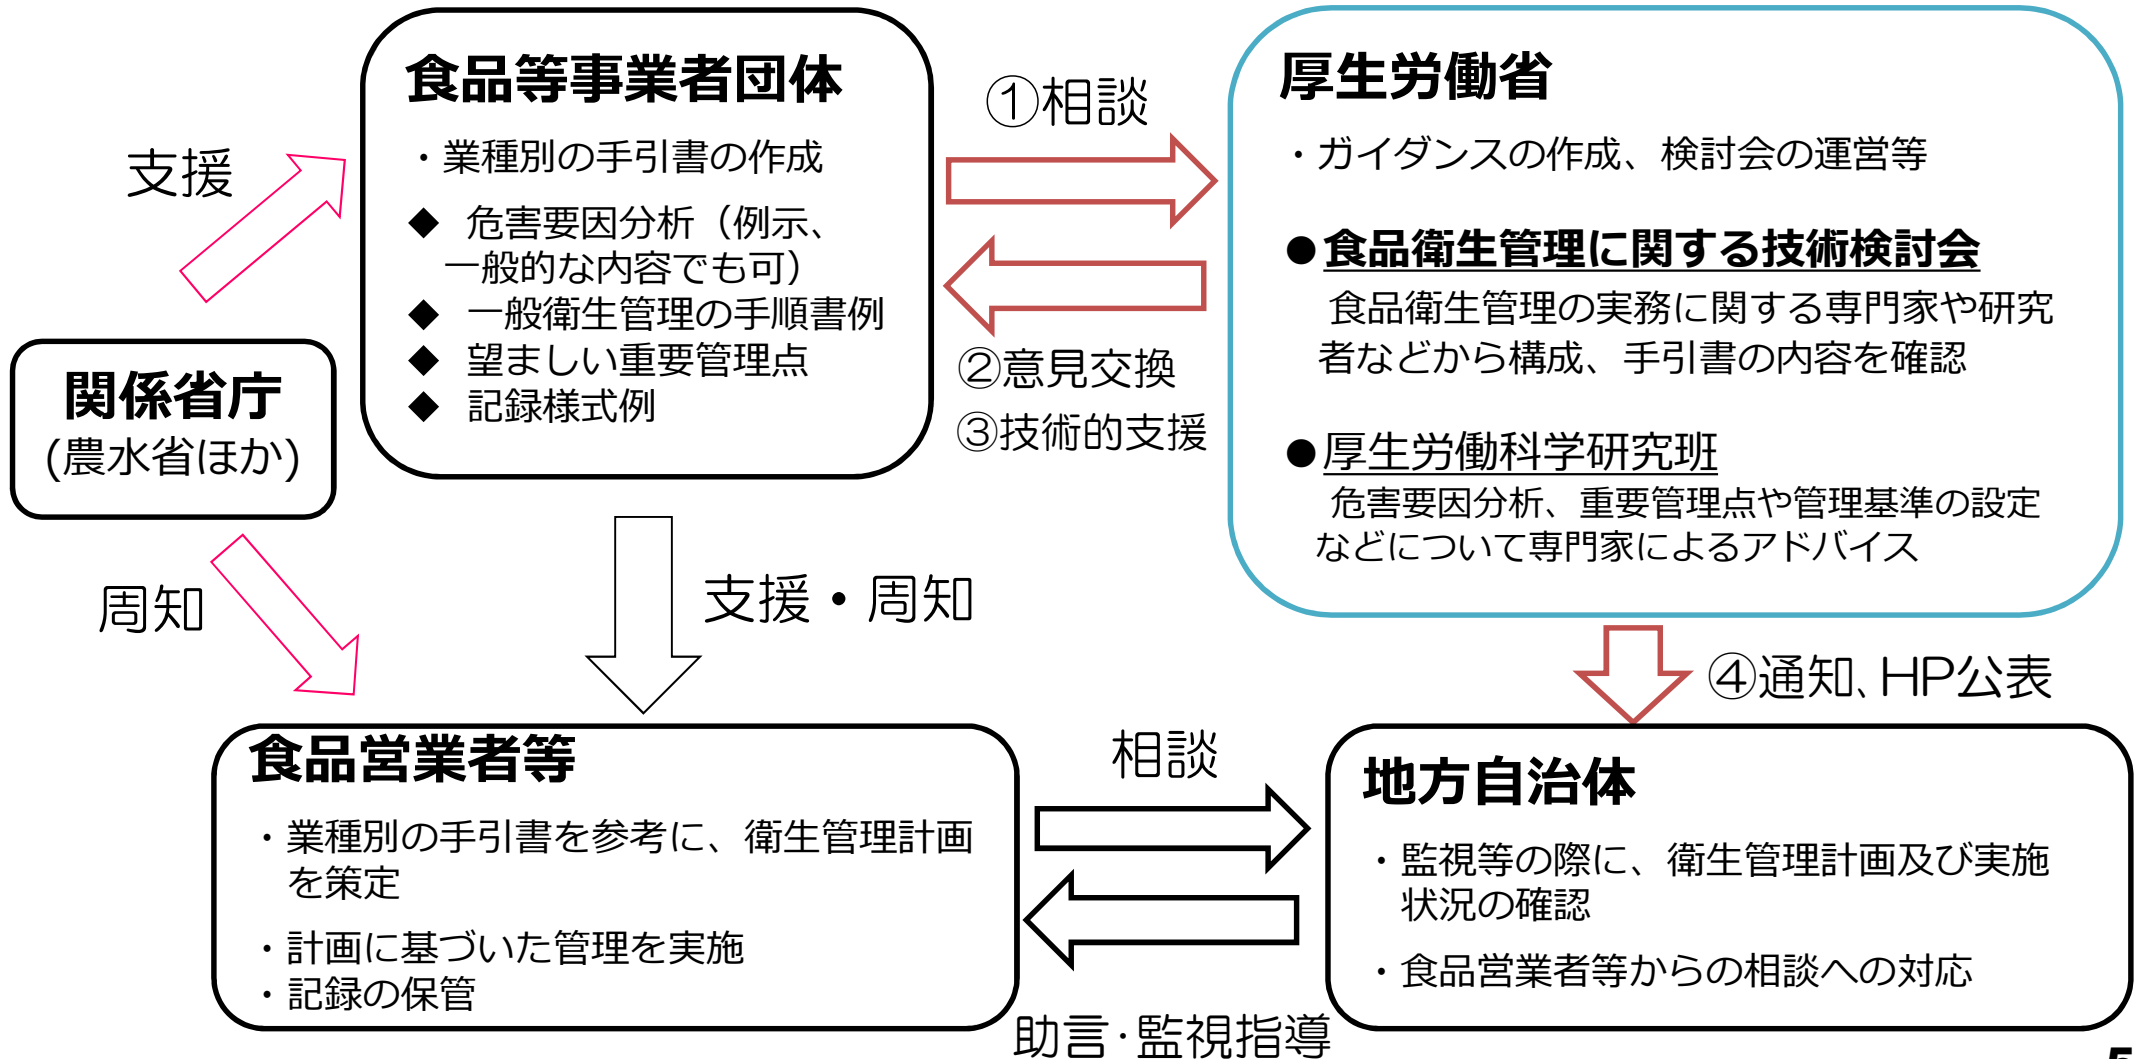 食品等事業者団体
・業種別の手引書の作成
◆ 危害要因分析（例示、
一般的な内容でも可）
◆ 一般衛生管理の手順書例
◆ 望ましい重要管理点
◆ 記録様式例
①相談
②意見交換
③技術的支援
厚生労働省
・ガイダンスの作成、検討会の運営等
●食品衛生管理に関する技術検討会
食品衛生管理の実務に関する専門家や研究
者などから構成、手引書の内容を確認
●厚生労働科学研究班
危害要因分析、重要管理点や管理基準の設定
などについて専門家によるアドバイス
支援
関係省庁
(農水省ほか)
周知
支援・周知
④通知、HP公表
食品営業者等
・業種別の手引書を参考に、衛生管理計画
を策定
・計画に基づいた管理を実施
・記録の保管
相談
助言・監視指導
地方自治体
・監視等の際に、衛生管理計画及び実施
状況の確認
・食品営業者等からの相談への対応
5